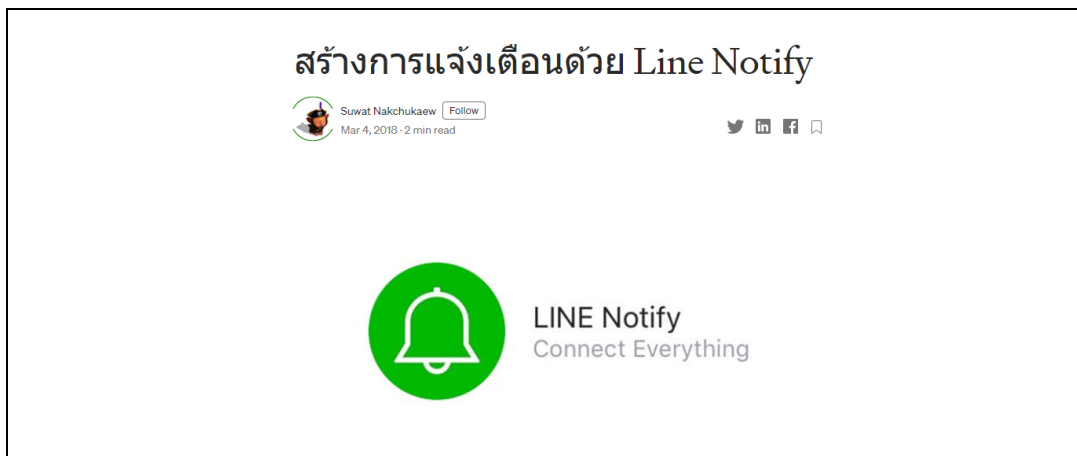 สร้างการแจ้งเตือนด้วย Line Notify
Suwat Nakchukaew Follow
Mar 4, 2018 · 2 min read
LINE Notify
Connect Everything